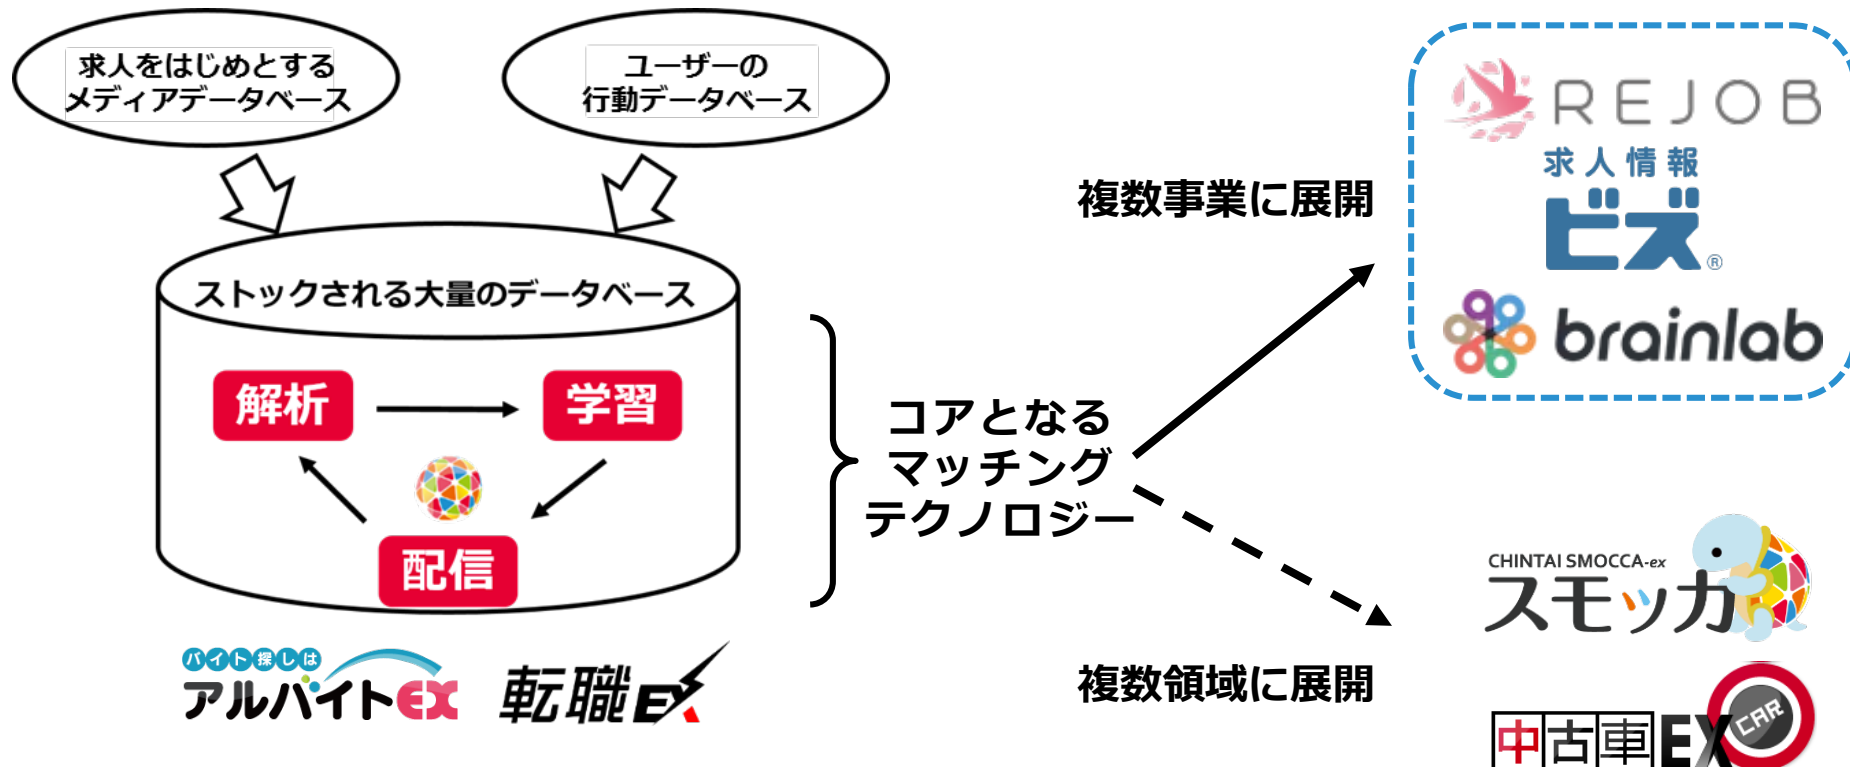 求人をはじめとする
メディアデータベース
ユーザーの
行動データベース
ストックされる大量のデータベース
解析
学習
配信
バイト探しは
アルバイトEX
転職EX
コアとなる
マッチング
テクノロジー
複数事業に展開
REJOB
求人情報
ビズ®
brainlab
複数領域に展開
CHINTAI SMOCCA-ex
スモッカ
中古車EX
CAR